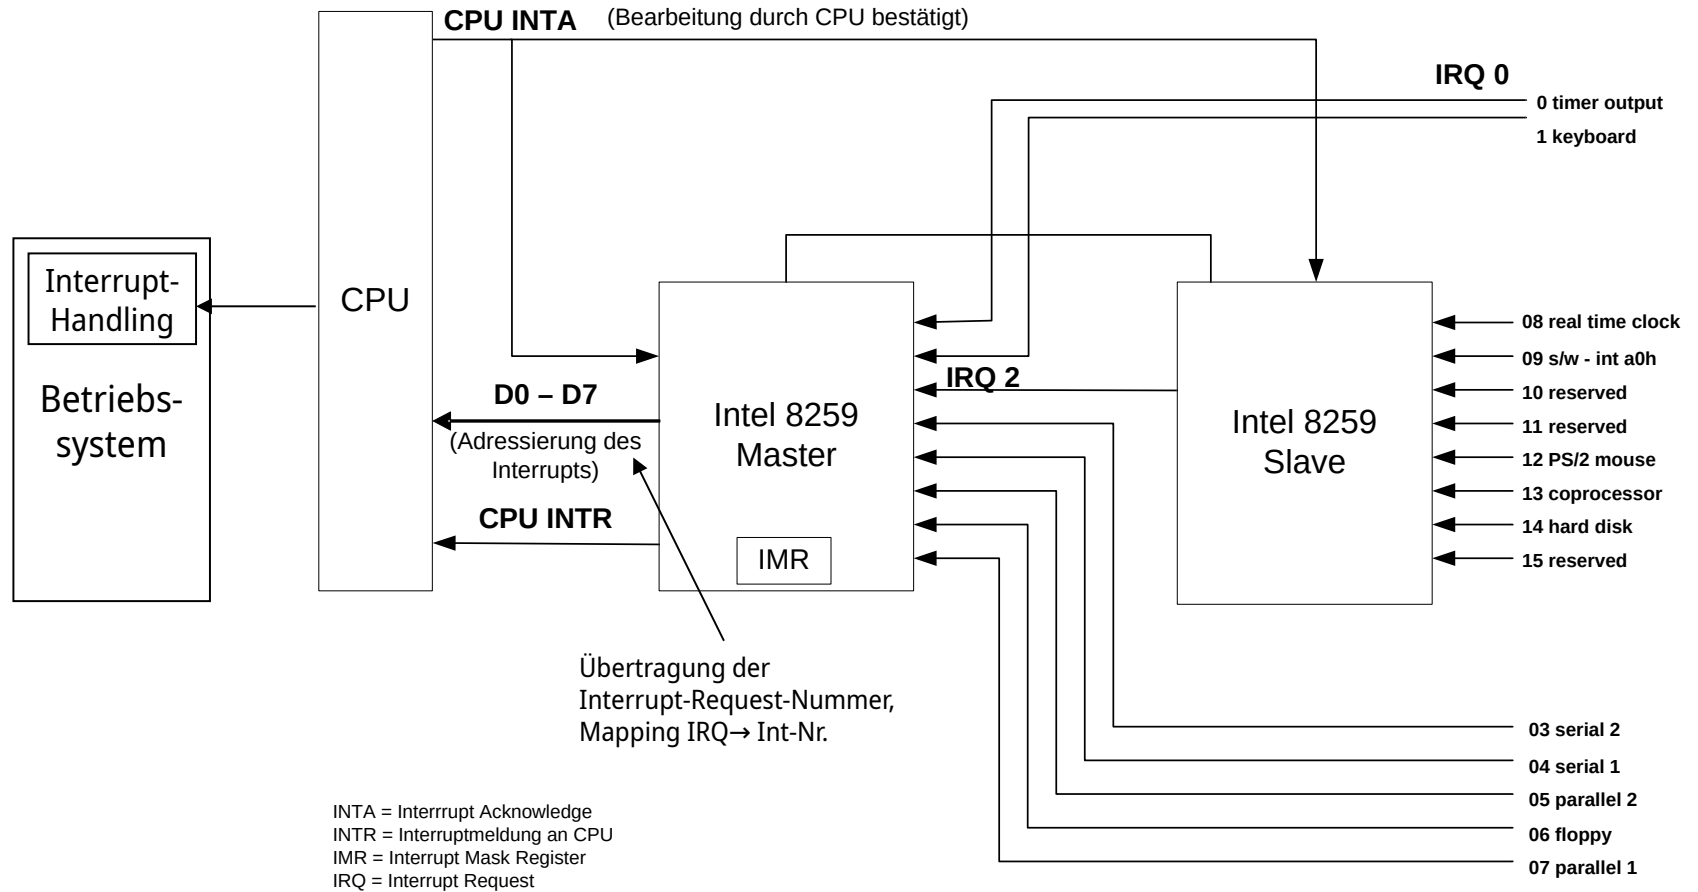 CPU INTA (Bearbeitung durch CPU bestätigt)
IRQ 0
0 timer output
1 keyboard
Interrupt-
Handling
Betriebs-
system
CPU
D0 – D7
(Adressierung des
Interrupts)
CPU INTR
Intel 8259
Master
IMR
IRQ 2
Intel 8259
Slave
08 real time clock
09 s/w - int a0h
10 reserved
11 reserved
12 PS/2 mouse
13 coprocessor
14 hard disk
15 reserved
Übertragung der
Interrupt-Request-Nummer,
Mapping IRQ→ Int-Nr.
03 serial 2
04 serial 1
05 parallel 2
06 floppy
07 parallel 1
INTA = Interrrupt Acknowledge
INTR = Interruptmeldung an CPU
IMR = Interrupt Mask Register
IRQ = Interrupt Request